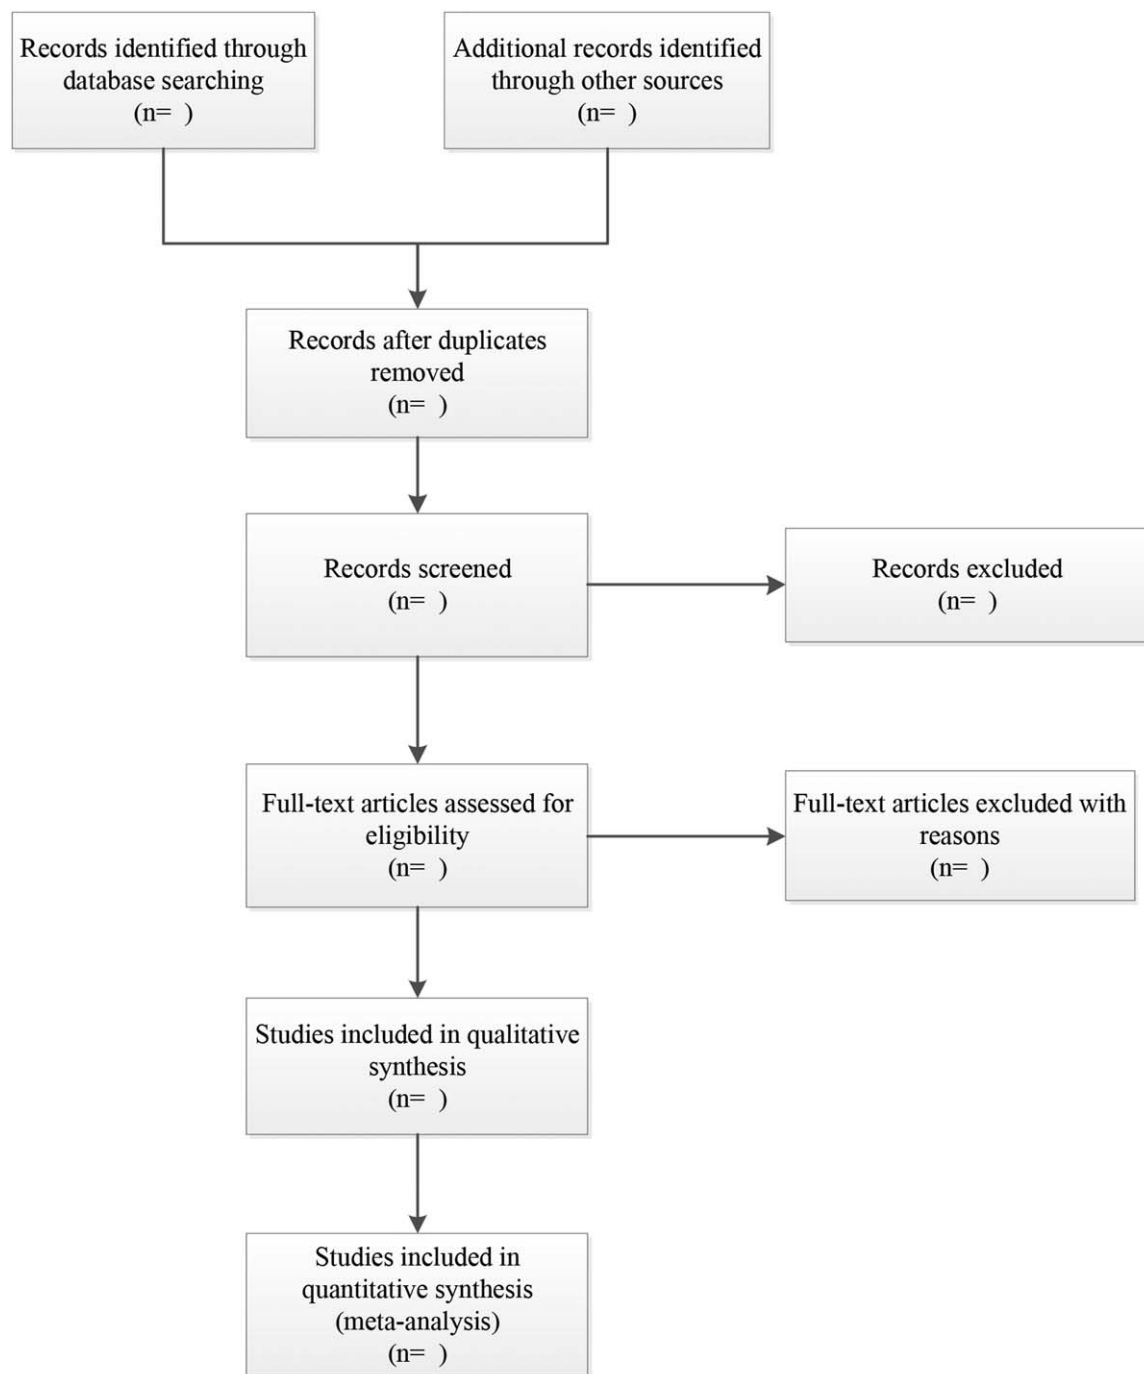 Records identified through
database searching
(n=  )
Additional records identified
through other sources
(n=  )
Records after duplicates
removed
(n=  )
Records screened
(n=  )
Records excluded
(n=  )
Full-text articles assessed for
eligibility
(n=  )
Full-text articles excluded with
reasons
(n=  )
Studies included in qualitative
synthesis
(n=  )
Studies included in
quantitative synthesis
(meta-analysis)
(n=  )